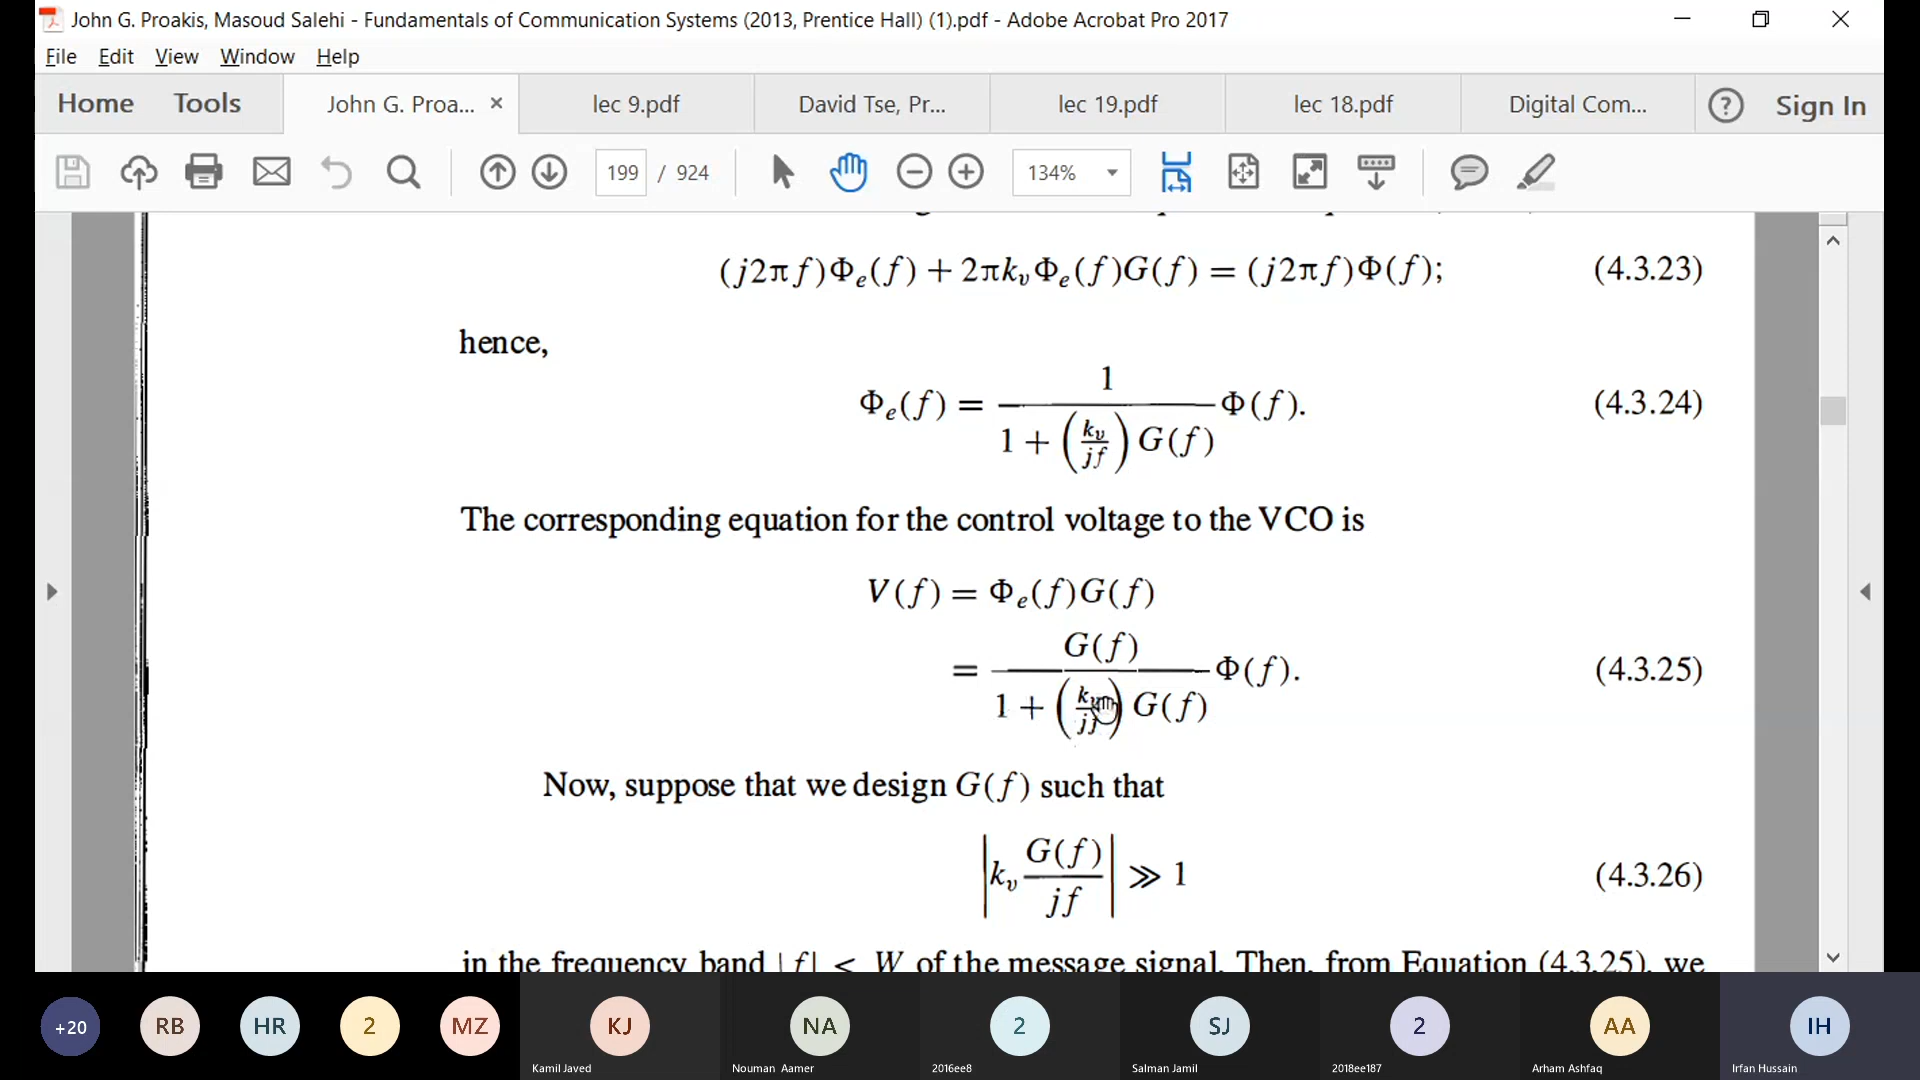 John G. Proakis, Masoud Salehi - Fundamentals of Communication Systems (2013, Prentice Hall) (1).pdf - Adobe Acrobat Pro 2017
File Edit View Window Help
Home Tools John G. Proa... × lec 9.pdf David Tse, Pr... lec 19.pdf lec 18.pdf Digital Com... ? Sign In
199 / 924 134%
(j2πf)Φₑ(f) + 2πkᵥΦₑ(f)G(f) = (j2πf)Φ(f); (4.3.23)
hence,
Φₑ(f) = 1 / (1 + (kᵥ/jf) G(f)) Φ(f). (4.3.24)
The corresponding equation for the control voltage to the VCO is
V(f) = Φₑ(f)G(f)
= G(f) / (1 + (kᵥ/jf) G(f)) Φ(f). (4.3.25)
Now, suppose that we design G(f) such that
|kᵥ G(f)/jf| ≫ 1 (4.3.26)
in the frequency band |f| < W of the message signal. Then, from Equation (4.3.25), we
+20 RB HR 2 MZ KJ NA 2 SJ 2 AA IH
Kamil Javed Nouman Aamer 2016ee8 Salman Jamil 2018ee187 Arham Ashfaq Irfan Hussain